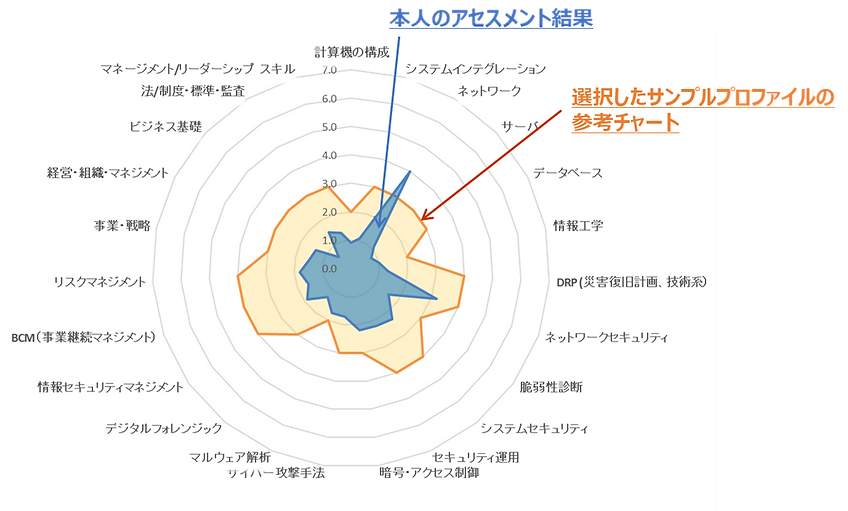 本人のアセスメント結果
計算機の構成
マネージメント/リーダーシップ スキル
システムインテグレーション
7.0
法/制度・標準・監査
ネットワーク
選択したサンプルプロファイルの
参考チャート
6.0
ビジネス基礎
サーバ
5.0
4.0
経営・組織・マネジメント
データベース
3.0
2.0
事業・戦略
情報工学
1.0
0.0
リスクマネジメント
DRP(災害復旧計画、技術系)
BCM(事業継続マネジメント)
ネットワークセキュリティ
情報セキュリティマネジメント
脆弱性診断
デジタルフォレンジック
システムセキュリティ
マルウェア解析
セキュリティ運用
サイバー攻撃手法
暗号・アクセス制御